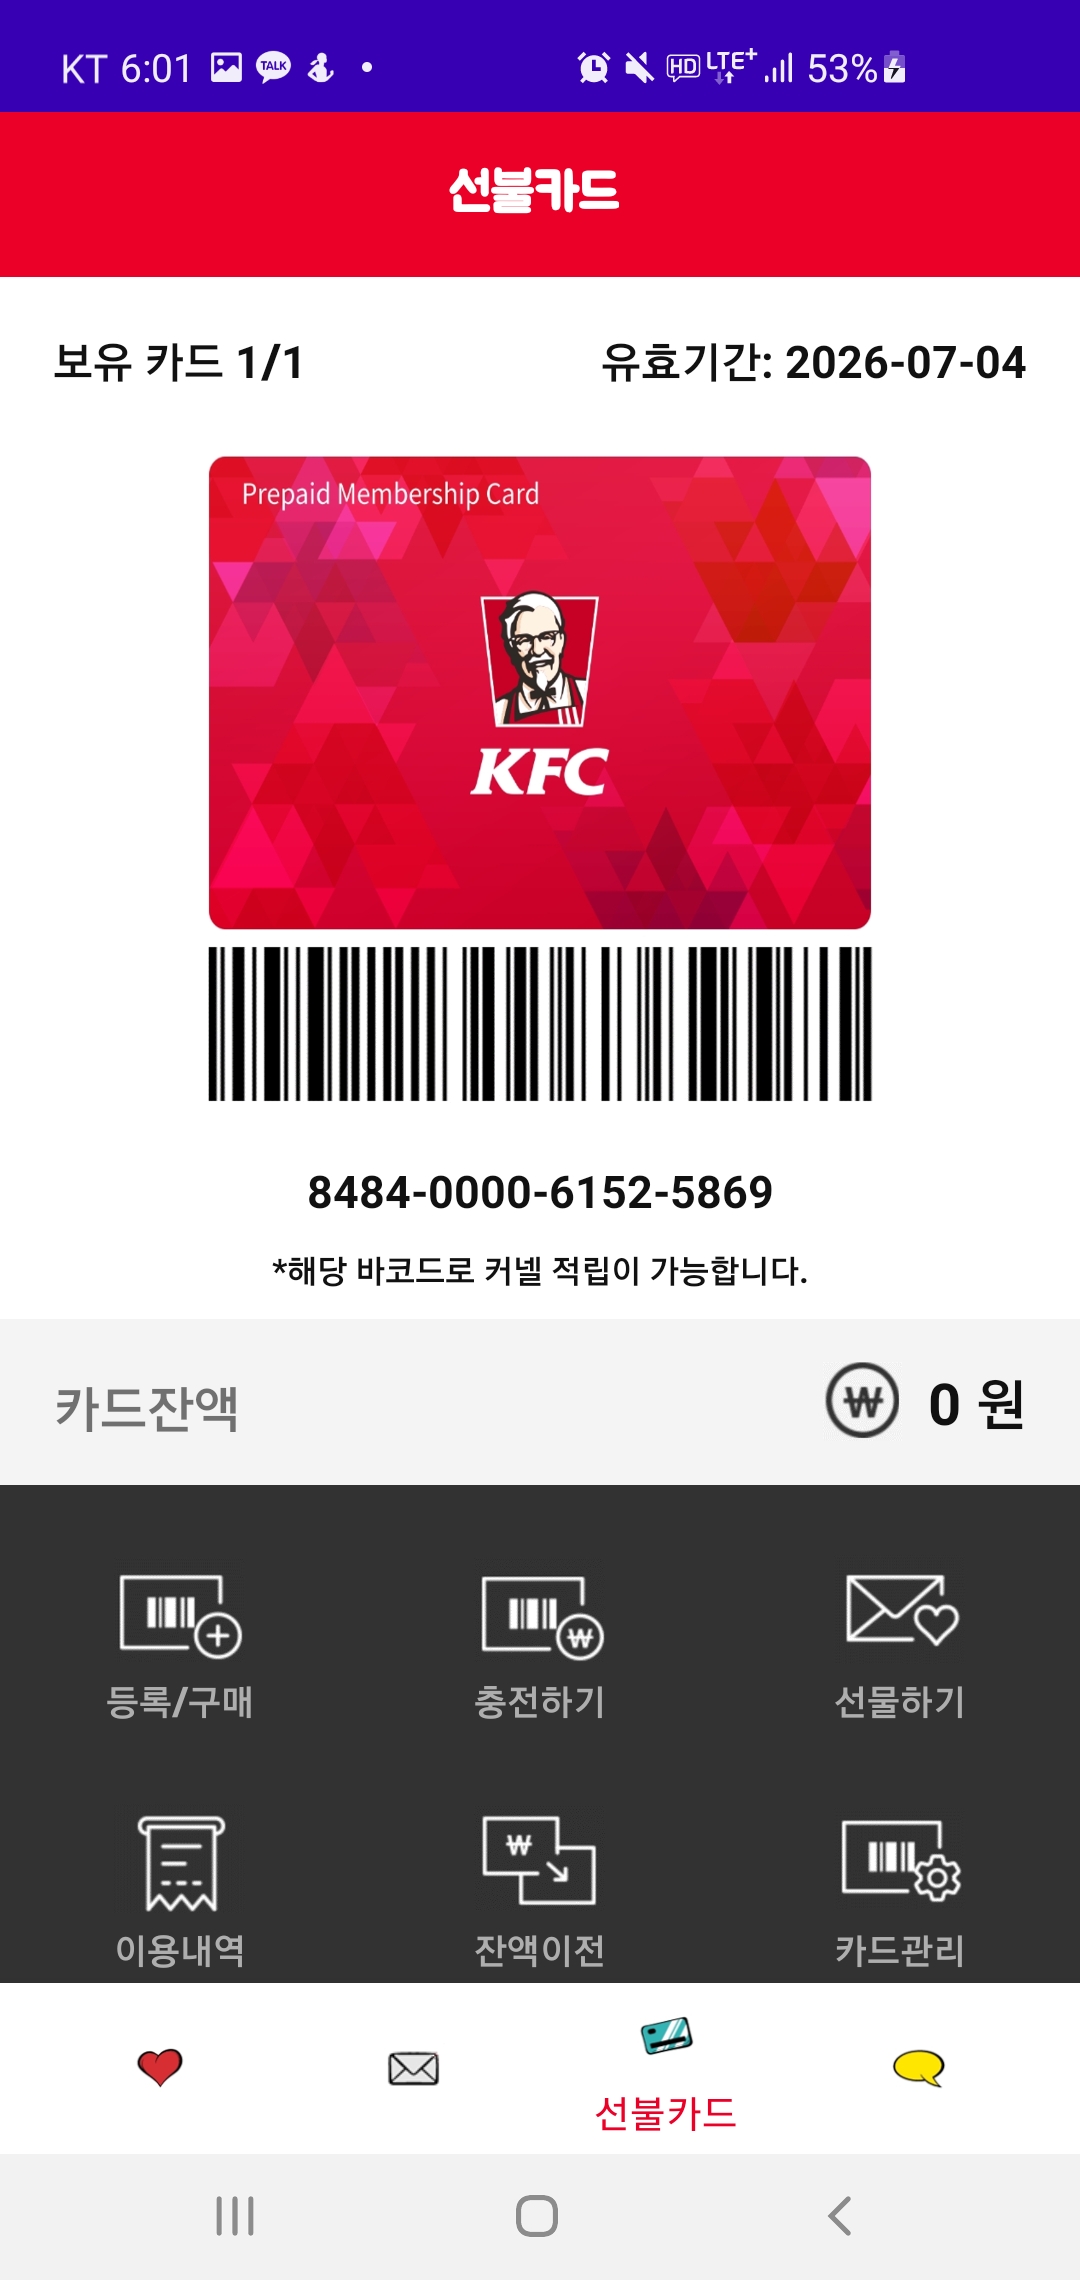 KT 6:01 TALK HD LTE+ 53%
선불카드
보유 카드 1/1 유효기간: 2026-07-04
Prepaid Membership Card
KFC
8484-0000-6152-5869
*해당 바코드로 커넬 적립이 가능합니다.
카드잔액 ₩ 0 원
등록/구매 충전하기 선물하기
이용내역 잔액이전 카드관리
선불카드